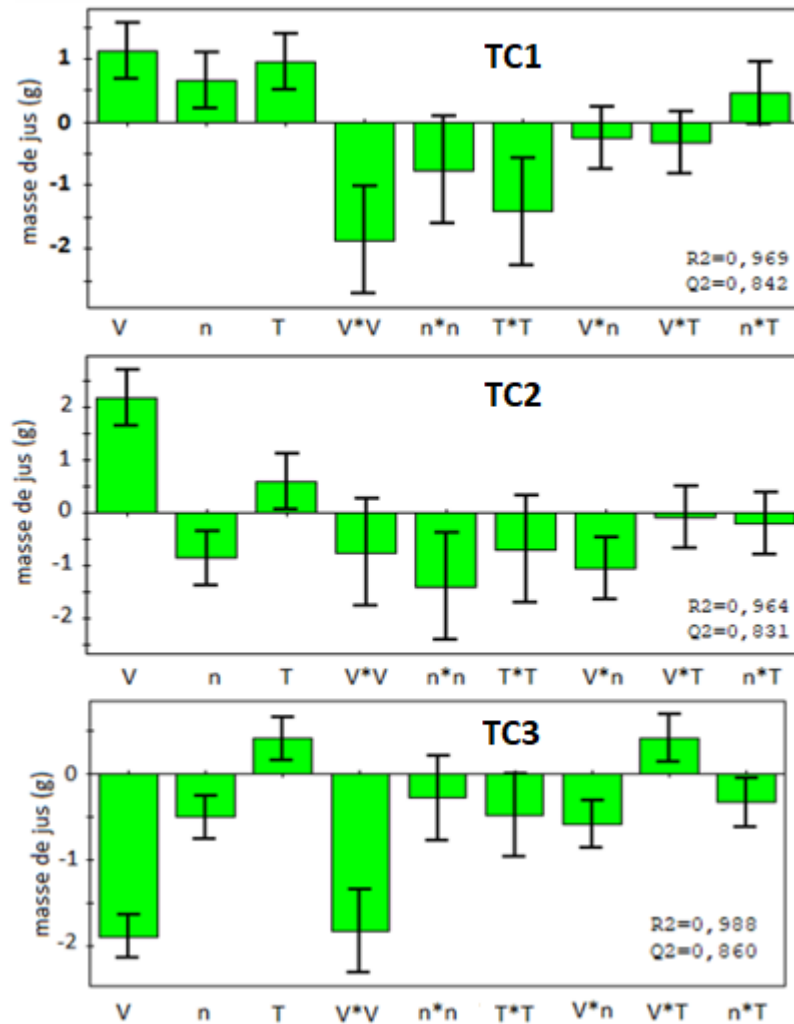 TC1
masse de jus (g)
1
0
-1
-2
R2=0,969
Q2=0,842
V n T V*V n*n T*T V*n V*T n*T
TC2
masse de jus (g)
2
1
0
-1
-2
R2=0,964
Q2=0,831
V n T V*V n*n T*T V*n V*T n*T
TC3
masse de jus (g)
0
-1
-2
R2=0,988
Q2=0,860
V n T V*V n*n T*T V*n V*T n*T